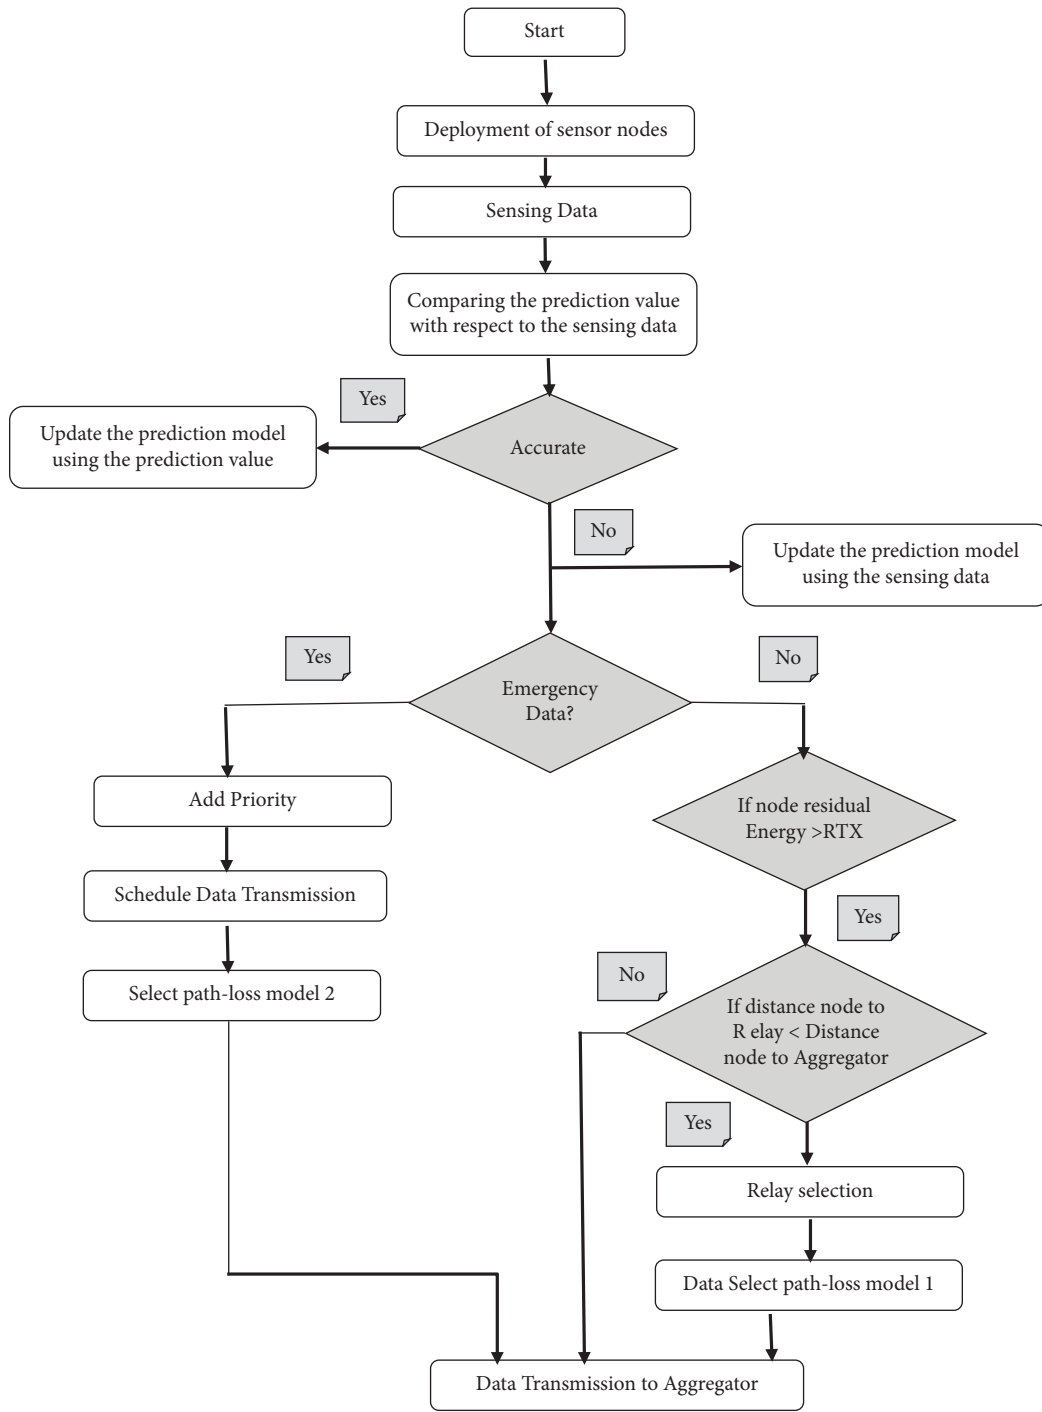 Start
Deployment of sensor nodes
Sensing Data
Comparing the prediction value
with respect to the sensing data
Yes
Accurate
Update the prediction model
using the prediction value
No
Update the prediction model
using the sensing data
Yes
No
Emergency
Data?
Add Priority
If node residual
Energy >RTX
Schedule Data Transmission
Yes
Select path-loss model 2
No
If distance node to
R elay < Distance
node to Aggregator
Yes
Relay selection
Data Select path-loss model 1
Data Transmission to Aggregator